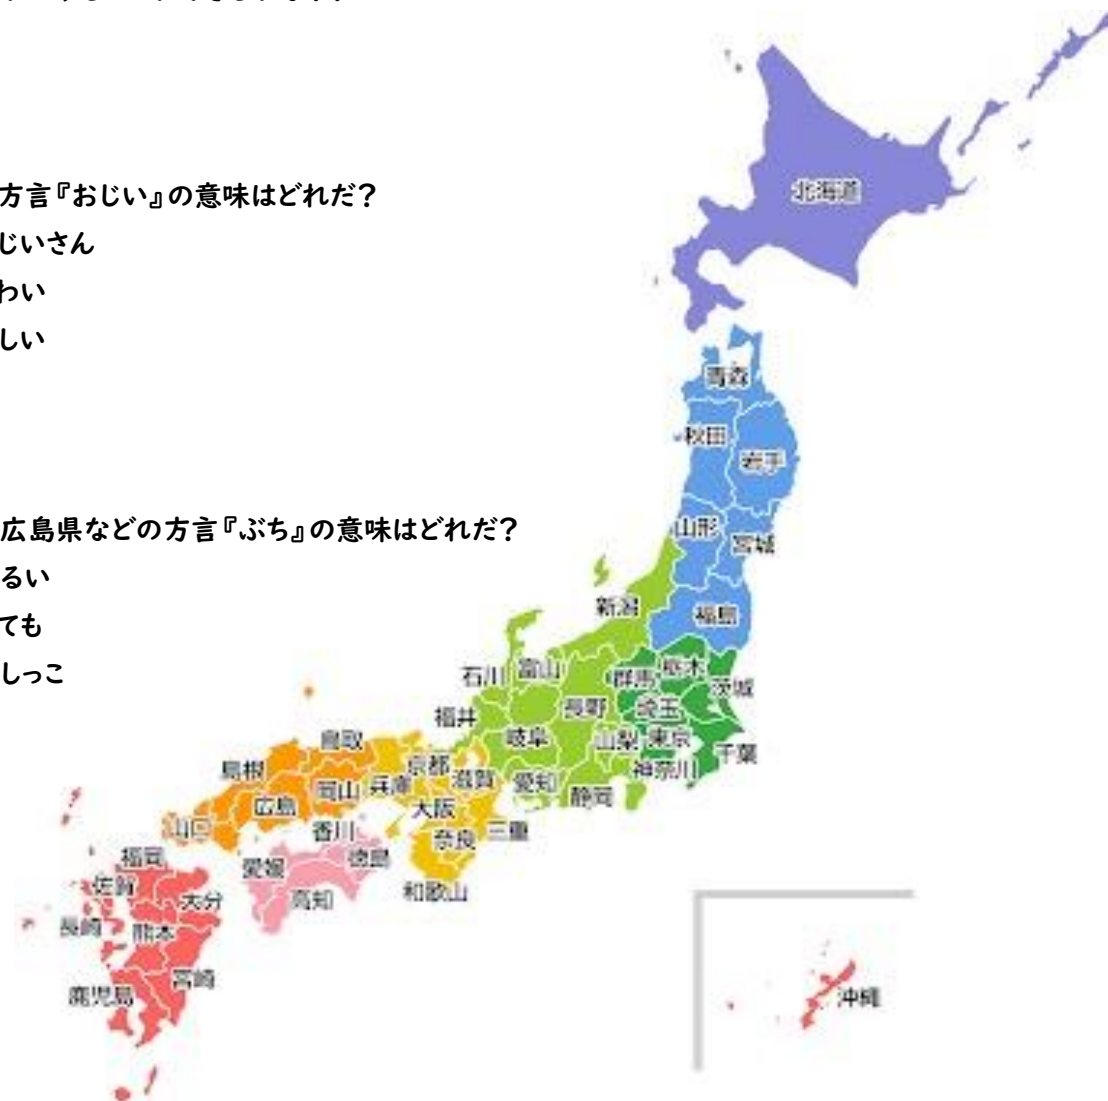 方言『おじい』の意味はどれだ?
じいさん
わい
しい
広島県などの方言『ぶち』の意味はどれだ?
るい
ても
しっこ
北海道
青森
秋田
岩手
山形
宮城
新潟
福島
石川
富山
群馬
栃木
茨城
福井
長野
埼玉
岐阜
山梨
東京
千葉
神奈川
鳥取
島根
京都
滋賀
愛知
静岡
岡山
兵庫
広島
大阪
三重
山口
香川
奈良
福岡
愛媛
徳島
和歌山
佐賀
大分
高知
長崎
熊本
宮崎
鹿児島
沖縄